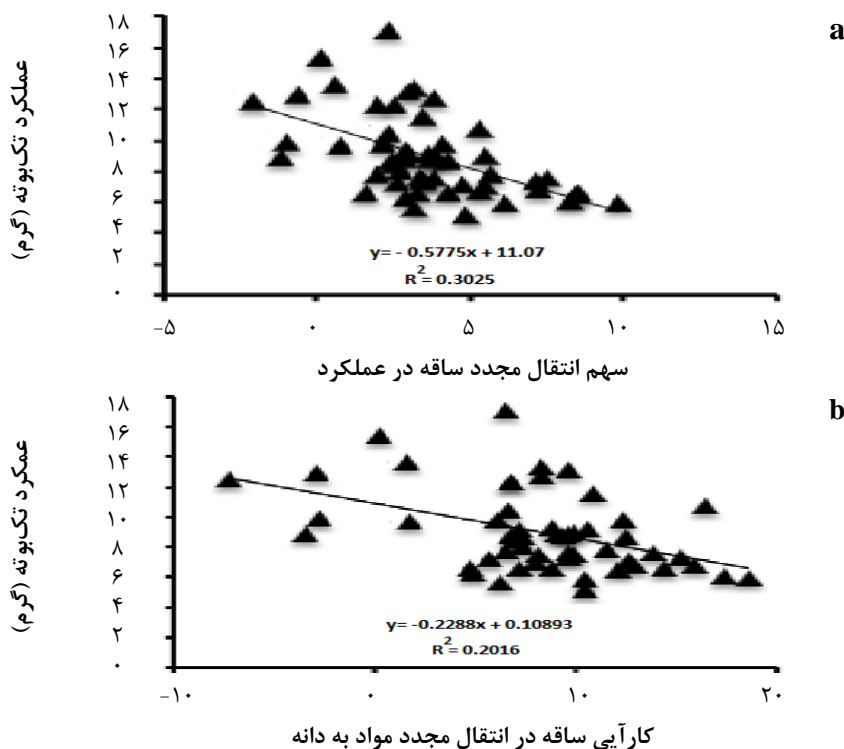 a
عملکرد تک‌بوته (گرم)
۱۸
۱۶
۱۴
۱۲
۱۰
۸
۶
۴
۲
۰
y= - 0.5775x + 11.07
R2 = 0.3025
-۵
۰
۵
۱۰
۱۵
سهم انتقال مجدد ساقه در عملکرد
b
عمکرد تک‌بوته (گرم)
۱۸
۱۶
۱۴
۱۲
۱۰
۸
۶
۴
۲
۰
y= -0.2288x + 0.10893
R2 = 0.2016
-۱۰
۰
۱۰
۲۰
کارآیی ساقه در انتقال مجدد مواد به دانه